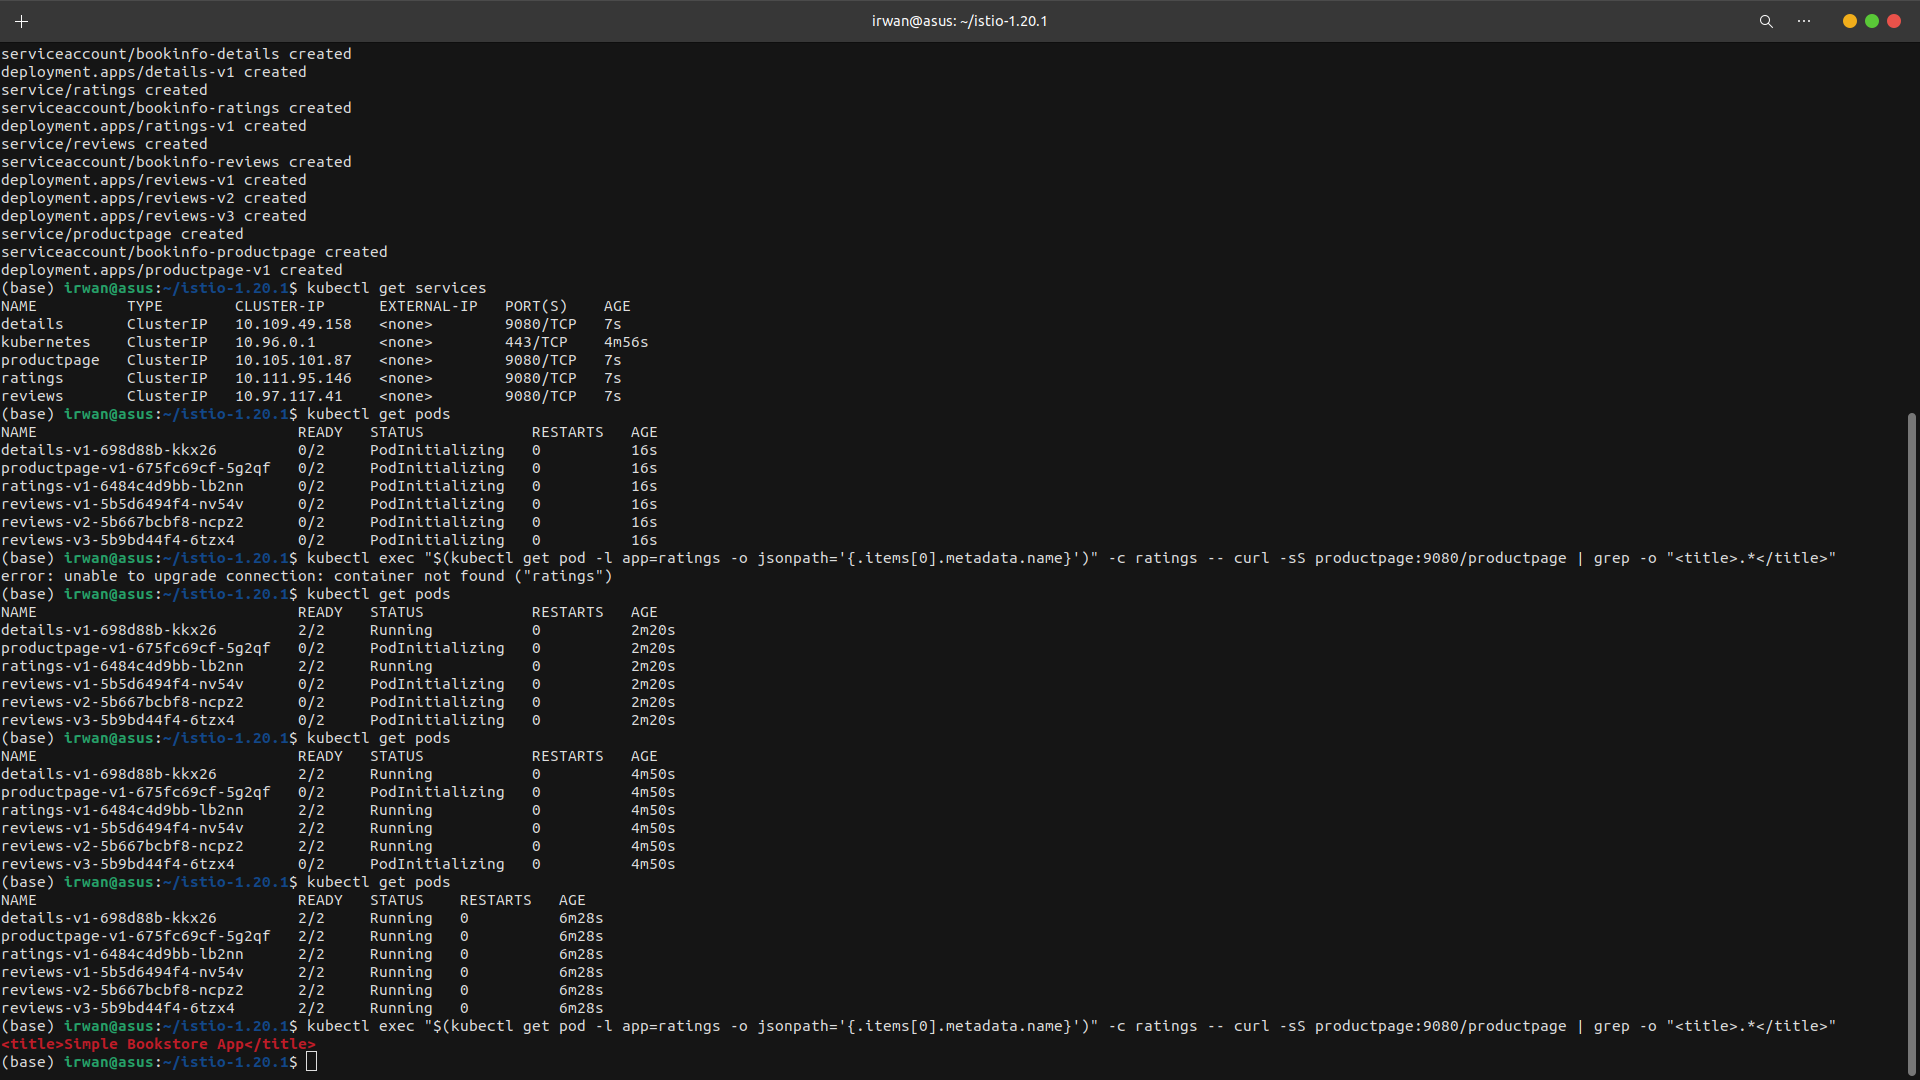 irwan@asus: ~/istio-1.20.1
serviceaccount/bookinfo-details created
deployment.apps/details-v1 created
service/ratings created
serviceaccount/bookinfo-ratings created
deployment.apps/ratings-v1 created
service/reviews created
serviceaccount/bookinfo-reviews created
deployment.apps/reviews-v1 created
deployment.apps/reviews-v2 created
deployment.apps/reviews-v3 created
service/productpage created
serviceaccount/bookinfo-productpage created
deployment.apps/productpage-v1 created
(base) irwan@asus:~/istio-1.20.1$ kubectl get services
NAME          TYPE        CLUSTER-IP      EXTERNAL-IP   PORT(S)    AGE
details       ClusterIP   10.109.49.158   <none>        9080/TCP   7s
kubernetes    ClusterIP   10.96.0.1       <none>        443/TCP    4m56s
productpage   ClusterIP   10.105.101.87   <none>        9080/TCP   7s
ratings       ClusterIP   10.111.95.146   <none>        9080/TCP   7s
reviews       ClusterIP   10.97.117.41    <none>        9080/TCP   7s
(base) irwan@asus:~/istio-1.20.1$ kubectl get pods
NAME                             READY   STATUS            RESTARTS   AGE
details-v1-698d88b-kkx26         0/2     PodInitializing   0          16s
productpage-v1-675fc69cf-5g2qf   0/2     PodInitializing   0          16s
ratings-v1-6484c4d9bb-lb2nn      0/2     PodInitializing   0          16s
reviews-v1-5b5d6494f4-nv54v      0/2     PodInitializing   0          16s
reviews-v2-5b667bcbf8-ncpz2      0/2     PodInitializing   0          16s
reviews-v3-5b9bd44f4-6tzx4       0/2     PodInitializing   0          16s
(base) irwan@asus:~/istio-1.20.1$ kubectl exec "$(kubectl get pod -l app=ratings -o jsonpath='{.items[0].metadata.name}')" -c ratings -- curl -sS productpage:9080/productpage | grep -o "<title>.*</title>"
error: unable to upgrade connection: container not found ("ratings")
(base) irwan@asus:~/istio-1.20.1$ kubectl get pods
NAME                             READY   STATUS            RESTARTS   AGE
details-v1-698d88b-kkx26         2/2     Running           0          2m20s
productpage-v1-675fc69cf-5g2qf   0/2     PodInitializing   0          2m20s
ratings-v1-6484c4d9bb-lb2nn      2/2     Running           0          2m20s
reviews-v1-5b5d6494f4-nv54v      0/2     PodInitializing   0          2m20s
reviews-v2-5b667bcbf8-ncpz2      0/2     PodInitializing   0          2m20s
reviews-v3-5b9bd44f4-6tzx4       0/2     PodInitializing   0          2m20s
(base) irwan@asus:~/istio-1.20.1$ kubectl get pods
NAME                             READY   STATUS            RESTARTS   AGE
details-v1-698d88b-kkx26         2/2     Running           0          4m50s
productpage-v1-675fc69cf-5g2qf   0/2     PodInitializing   0          4m50s
ratings-v1-6484c4d9bb-lb2nn      2/2     Running           0          4m50s
reviews-v1-5b5d6494f4-nv54v      2/2     Running           0          4m50s
reviews-v2-5b667bcbf8-ncpz2      2/2     Running           0          4m50s
reviews-v3-5b9bd44f4-6tzx4       0/2     PodInitializing   0          4m50s
(base) irwan@asus:~/istio-1.20.1$ kubectl get pods
NAME                             READY   STATUS    RESTARTS   AGE
details-v1-698d88b-kkx26         2/2     Running   0          6m28s
productpage-v1-675fc69cf-5g2qf   2/2     Running   0          6m28s
ratings-v1-6484c4d9bb-lb2nn      2/2     Running   0          6m28s
reviews-v1-5b5d6494f4-nv54v      2/2     Running   0          6m28s
reviews-v2-5b667bcbf8-ncpz2      2/2     Running   0          6m28s
reviews-v3-5b9bd44f4-6tzx4       2/2     Running   0          6m28s
(base) irwan@asus:~/istio-1.20.1$ kubectl exec "$(kubectl get pod -l app=ratings -o jsonpath='{.items[0].metadata.name}')" -c ratings -- curl -sS productpage:9080/productpage | grep -o "<title>.*</title>"
<title>Simple Bookstore App</title>
(base) irwan@asus:~/istio-1.20.1$